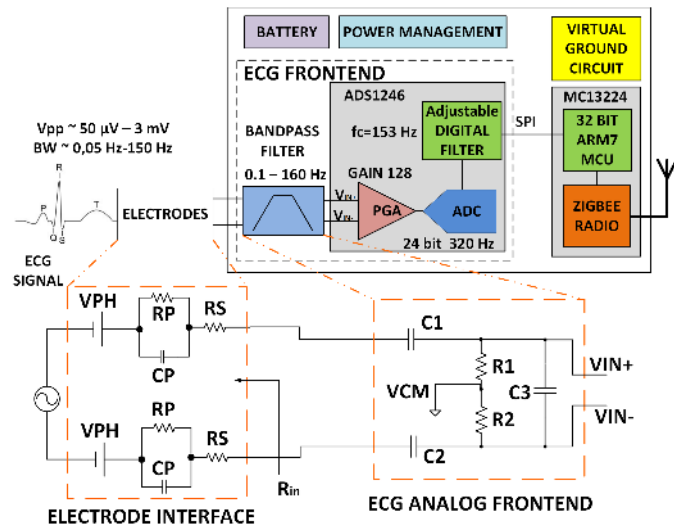 BATTERY
POWER MANAGEMENT
VIRTUAL
GROUND
CIRCUIT
ECG FRONTEND
ADS1246
MC13224
Vpp ~ 50 µV – 3 mV
BW ~ 0,05 Hz-150 Hz
BANDPASS
FILTER
0.1 – 160 Hz
fc=153 Hz
Adjustable
DIGITAL
FILTER
SPI
32 BIT
ARM7
MCU
GAIN 128
R
P
Q
S
T
ELECTRODES
VIN+
VIN-
PGA
ADC
24 bit 320 Hz
ZIGBEE
RADIO
ECG
SIGNAL
VPH
RP
RS
CP
C1
R1
C3
VIN+
VCM
R2
VIN-
VPH
RP
RS
CP
Rin
C2
ELECTRODE INTERFACE
ECG ANALOG FRONTEND